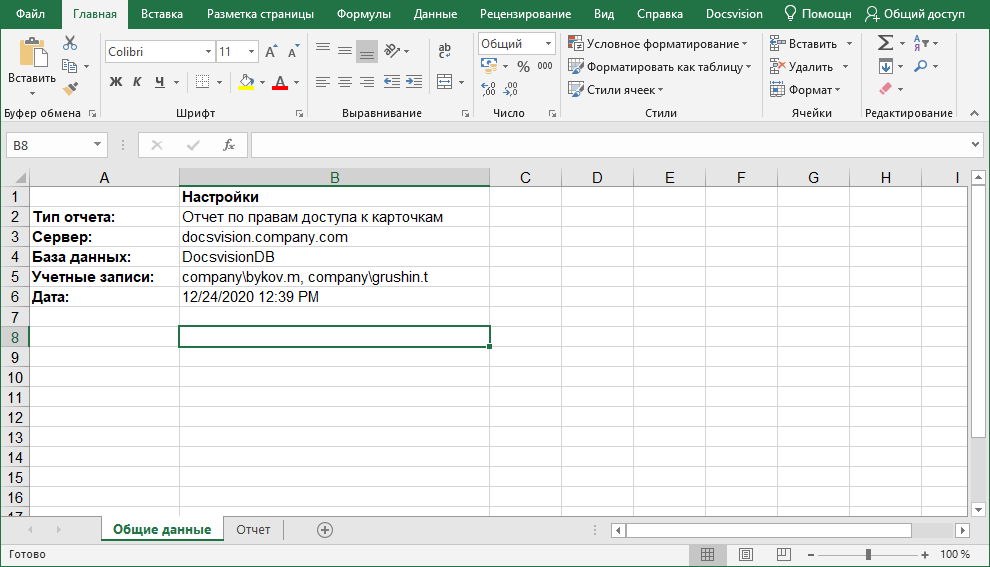 Файл Главная Вставка Разметка страницы Формулы Данные Рецензирование Вид Справка Docsvision Помощн Общий доступ
Вставить
Colibri 11
Ж К Ч
А
ab
Общий
% 000
,00 ,00
Условное форматирование
Форматировать как таблицу
Стили ячеек
Вставить
Удалить
Формат
Σ АЯ
Буфер обмена Шрифт Выравнивание Число Стили Ячейки Редактирование
B8 fx
A B C D E F G H I
1 Настройки
2 Тип отчета: Отчет по правам доступа к карточкам
3 Сервер: docsvision.company.com
4 База данных: DocsvisionDB
5 Учетные записи: company\bykov.m, company\grushin.t
6 Дата: 12/24/2020 12:39 PM
7
8
9
10
11
12
13
14
15
16
17
Общие данные Отчет
Готово 100 %